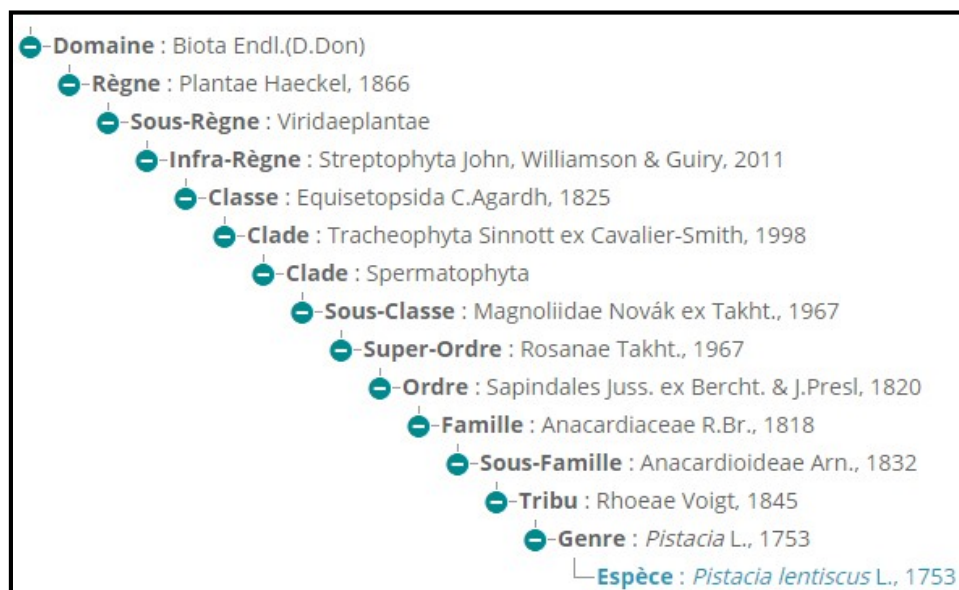 Domaine : Biota Endl.(D.Don)
Règne : Plantae Haeckel, 1866
Sous-Règne : Viridaeplantae
Infra-Règne : Streptophyta John, Williamson & Guiry, 2011
Classe : Equisetopsida C.Agardh, 1825
Clade : Tracheophyta Sinnott ex Cavalier-Smith, 1998
Clade : Spermatophyta
Sous-Classe : Magnoliidae Novák ex Takht., 1967
Super-Ordre : Rosanae Takht., 1967
Ordre : Sapindales Juss. ex Bercht. & J.Presl, 1820
Famille : Anacardiaceae R.Br., 1818
Sous-Famille : Anacardioideae Arn., 1832
Tribu : Rhoeae Voigt, 1845
Genre : Pistacia L., 1753
Espèce : Pistacia lentiscus L., 1753